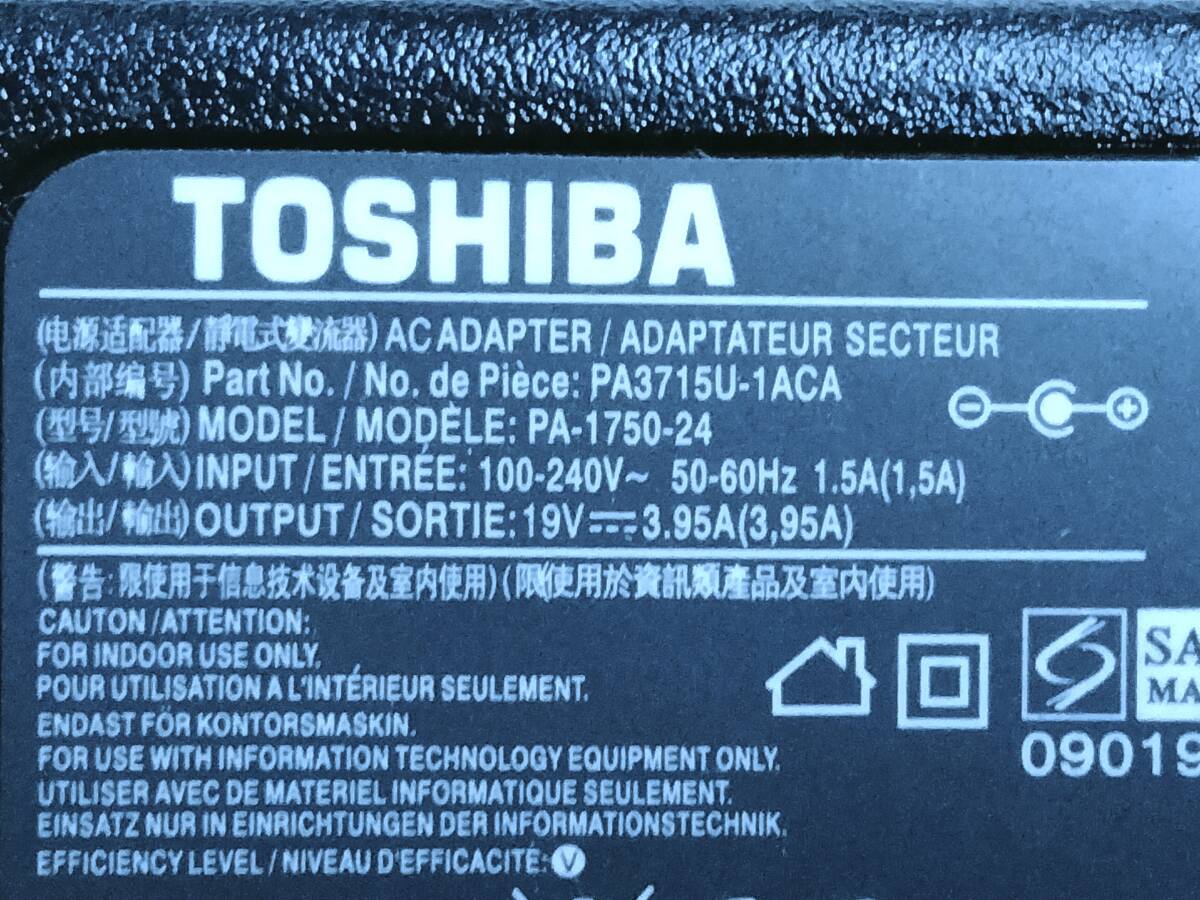 TOSHIBA
(电源适配器/靜電式變流器) AC ADAPTER / ADAPTATEUR SECTEUR
(内部编号) Part No. / No. de Pièce: PA3715U-1ACA
(型号/型號) MODEL / MODÈLE: PA-1750-24
(输入/輸入) INPUT / ENTRÉE: 100-240V~ 50-60Hz 1.5A(1,5A)
(输出/輸出) OUTPUT / SORTIE: 19V⎓3.95A(3,95A)
(警告: 限使用于信息技术设备及室内使用) (限使用於資訊類產品及室内使用)
CAUTON /ATTENTION:
FOR INDOOR USE ONLY.
POUR UTILISATION A L'INTÉRIEUR SEULEMENT.
ENDAST FÖR KONTORSMASKIN.
FOR USE WITH INFORMATION TECHNOLOGY EQUIPMENT ONLY.
UTILISER AVEC DE MATERIEL INFORMATIQUE SEULEMENT.
EINSATZ NUR IN EINRICHTUNGEN DER INFORMATIONSTECHNIK.
EFFICIENCY LEVEL / NIVEAU D'EFFICACITÉ: V
SA
MA
09019